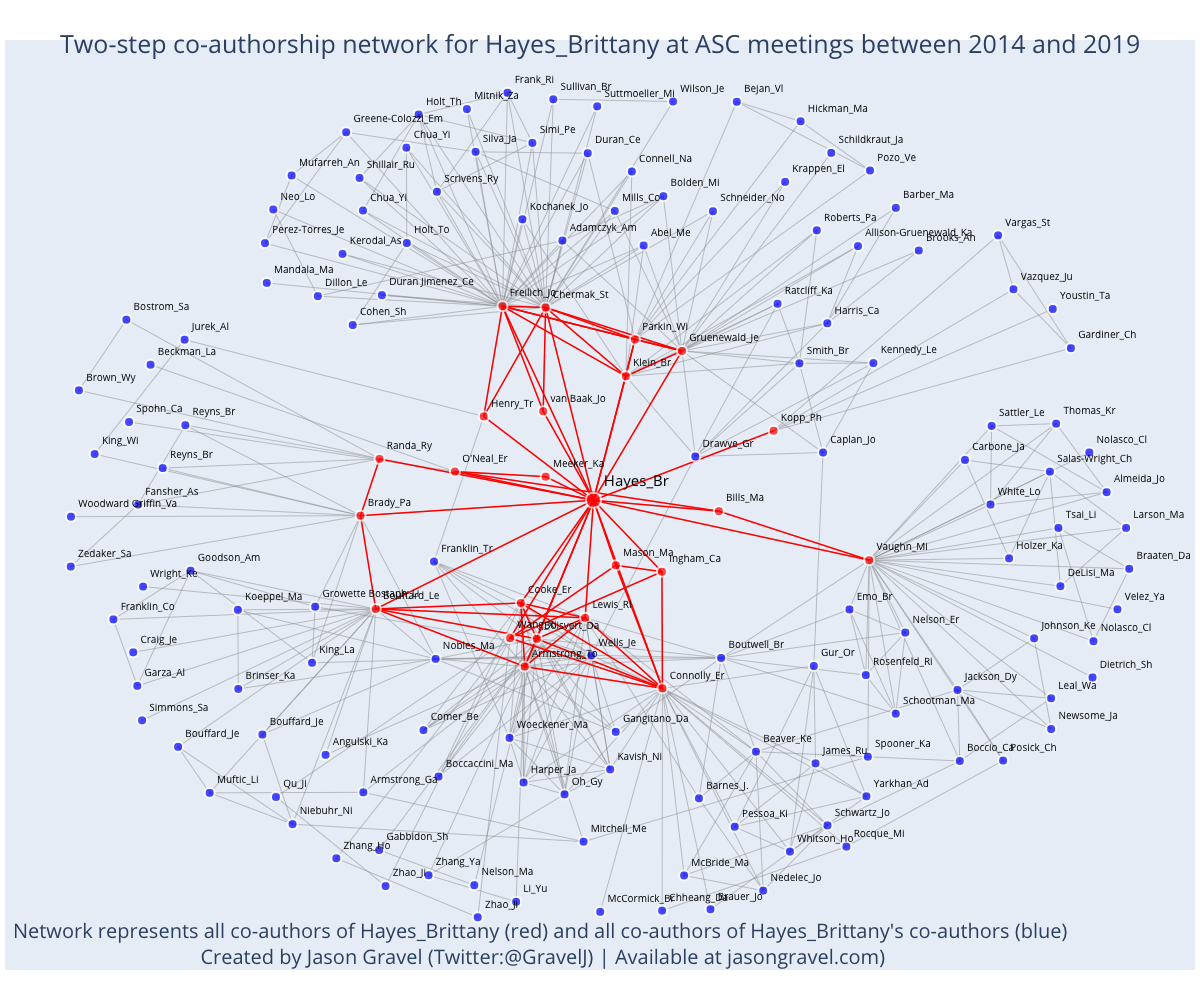 Two-step co-authorship network for Hayes_Brittany at ASC meetings between 2014 and 2019
Frank_Ri
Sullivan_Br
Wilson_Je
Bejan_Vl
Mitnik_Za
Suttmoeller_Mi
Holt_Th
Hickman_Ma
Greene-Colozzi_Em
Chua_Yi
Silva_Ja
Simi_Pe
Duran_Ce
Schildkraut_Ja
Mufarreh_An
Shillair_Ru
Connell_Na
Krappen_El
Pozo_Ve
Scrivens_Ry
Bolden_Mi
Neo_Lo
Chua_Yi
Kochanek_Jo
Mills_Co
Schneider_No
Barber_Ma
Perez-Torres_Je
Kerodal_As
Holt_To
Adamczyk_Am
Abel_Me
Roberts_Pa
Allison-Gruenewald_Ka
Brooks_An
Vargas_St
Mandala_Ma
Dillon_Le
Duran Jimenez_Ce
Freilich_Jo
Chermak_St
Ratcliff_Ka
Vazquez_Ju
Youstin_Ta
Bostrom_Sa
Cohen_Sh
Parkin_Wi
Gruenewald_Je
Harris_Ca
Gardiner_Ch
Jurek_Al
Beckman_La
Klein_Br
Smith_Br
Kennedy_Le
Brown_Wy
Henry_Tr
van Baak_Jo
Spohn_Ca
Reyns_Br
Kopp_Ph
Sattler_Le
Thomas_Kr
King_Wi
Randa_Ry
Drawve_Gr
Caplan_Jo
Carbone_Ja
Nolasco_Cl
Reyns_Br
O'Neal_Er
Meeker_Ka
Salas-Wright_Ch
Hayes_Br
Fansher_As
Almeida_Jo
Woodward Griffin_Va
Brady_Pa
Bills_Ma
White_Lo
Tsai_Li
Larson_Ma
Zedaker_Sa
Goodson_Am
Franklin_Tr
Mason_Ma
Ingham_Ca
Vaughn_Mi
Holzer_Ka
Braaten_Da
Wright_Ke
DeLisi_Ma
Franklin_Co
Koeppel_Ma
Growette Bostaph_Li
Bouffard_Le
Cooke_Er
Lewis_Ri
Emo_Br
Velez_Ya
Craig_Je
Boisvert_Da
Wells_Je
Nelson_Er
Johnson_Ke
Nolasco_Cl
Garza_Al
King_La
Nobles_Ma
Armstrong_To
Boutwell_Br
Gur_Or
Rosenfeld_Ri
Dietrich_Sh
Brinser_Ka
Connolly_Er
Jackson_Dy
Leal_Wa
Simmons_Sa
Schootman_Ma
Newsome_Ja
Bouffard_Je
Bouffard_Je
Comer_Be
Woeckener_Ma
Gangitano_Da
Angulski_Ka
Beaver_Ke
James_Ru
Spooner_Ka
Boccio_Ca
Posick_Ch
Boccaccini_Ma
Harper_Ja
Kavish_Ni
Muftic_Li
Qu_Ji
Armstrong_Ga
Oh_Gy
Barnes_J.
Yarkhan_Ad
Niebuhr_Ni
Mitchell_Me
Pessoa_Ki
Schwartz_Jo
Zhang_Ho
Gabbidon_Sh
Whitson_Ho
Rocque_Mi
Zhao_Ji
Zhang_Ya
Nelson_Ma
McBride_Ma
Nedelec_Jo
Li_Yu
Zhao_Ji
McCormick_Br
Chheang_Da
Brauer_Jo
Network represents all co-authors of Hayes_Brittany (red) and all co-authors of Hayes_Brittany's co-authors (blue)
Created by Jason Gravel (Twitter:@GravelJ) | Available at jasongravel.com)